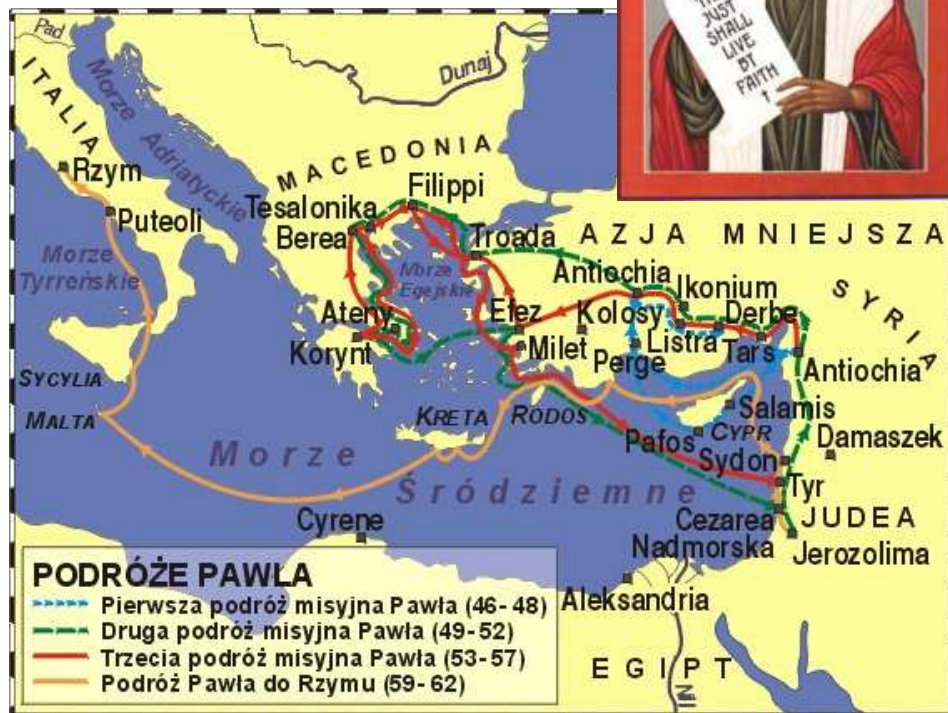 THE
JUST
SHALL
LIVE
BY
FAITH
Pad
ITALIA
Morze Adriatyckie
Dunaj
MACEDONIA
Rzym
Filippi
Puteoli
Tesalonika
Berea
Troada
AZJA MNIEJSZA
Morze
Tyrreńskie
Morze
Egejskie
Antiochia
Ikonium
SYRIA
Efez
Kolosy
Derbe
Ateny
Korynt
Milet
Listra
Tars
Perge
Antiochia
SYCYLIA
MALTA
KRETA
RODOS
Salamis
CYPR
Pafos
Damaszek
Sydon
Morze
Śródziemne
Tyr
Cyrene
Cezarea
Nadmorska
JUDEA
Jerozolima
PODRÓŻE PAWŁA
Pierwsza podróż misyjna Pawła (46-48)
Druga podróż misyjna Pawła (49-52)
Trzecia podróż misyjna Pawła (53-57)
Podróż Pawła do Rzymu (59-62)
Aleksandria
EGIPT
Nil